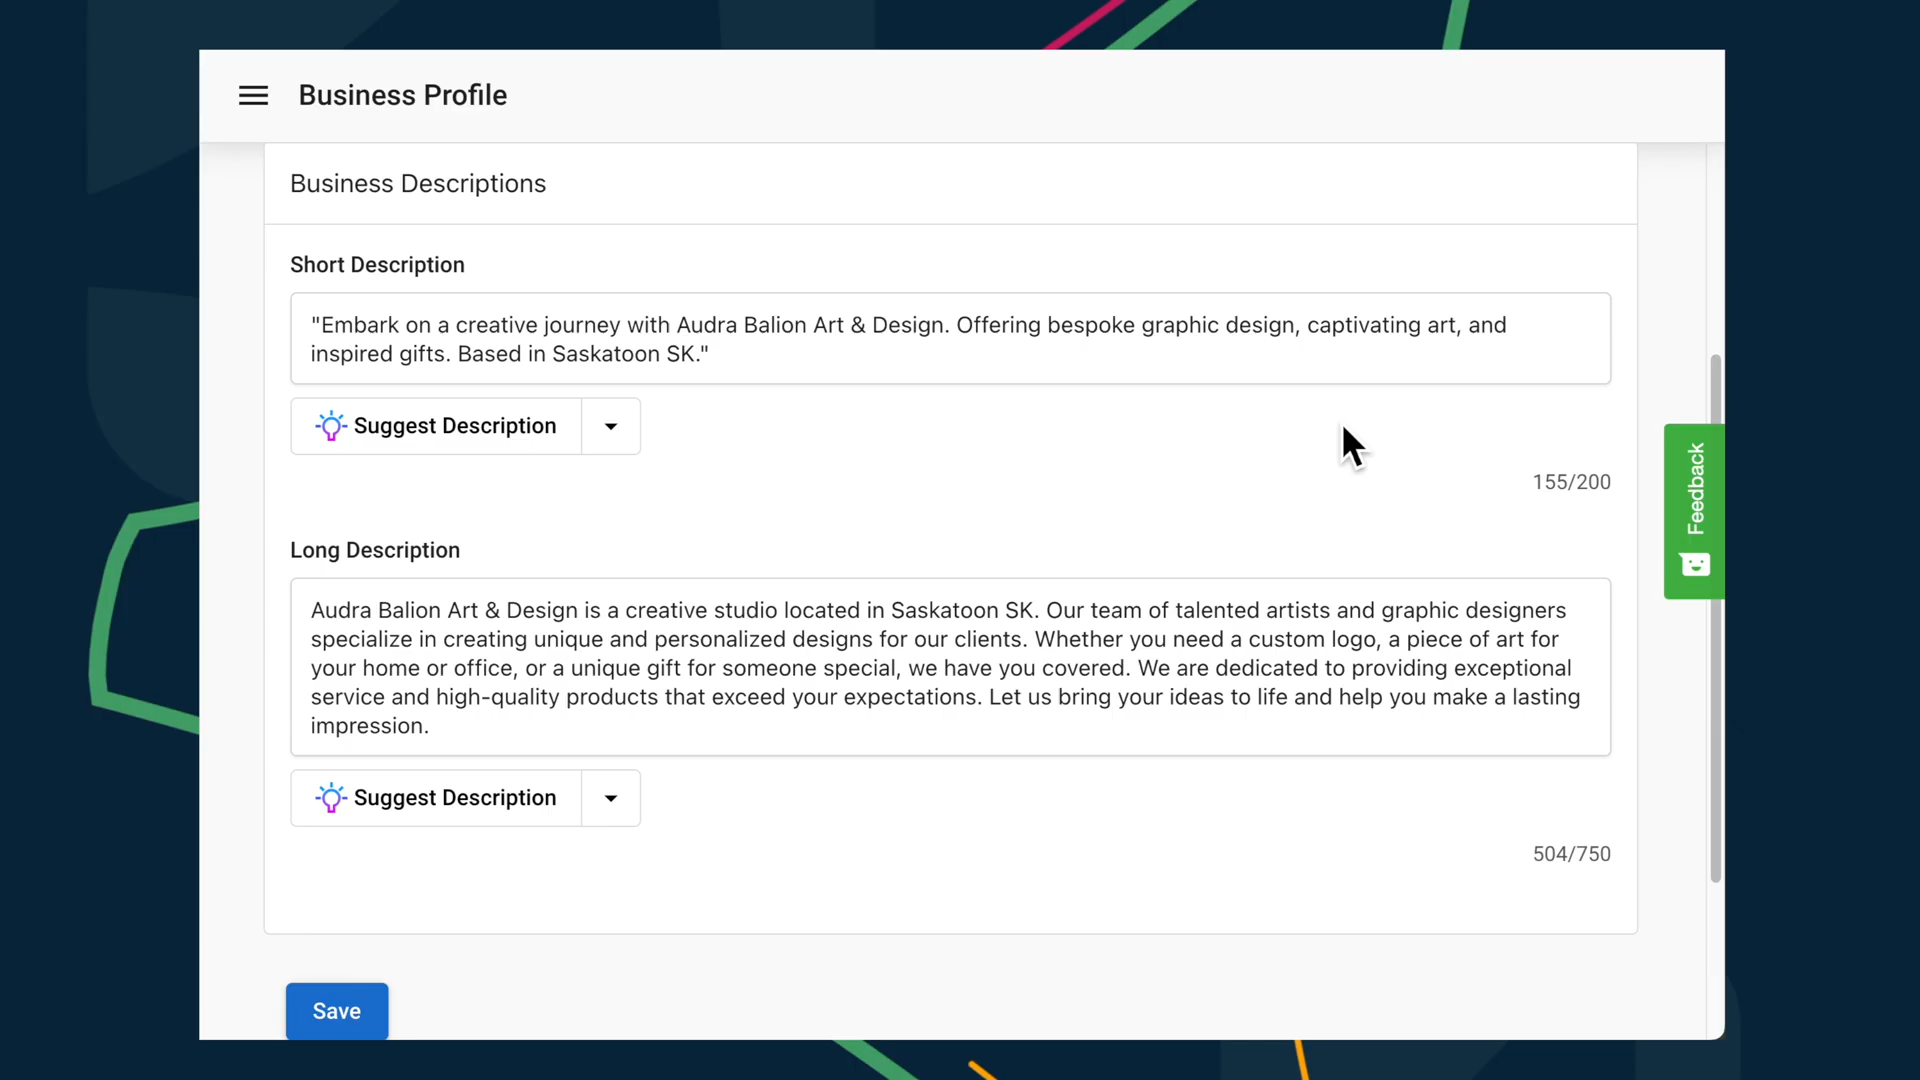 Business Profile
Business Descriptions
Short Description
"Embark on a creative journey with Audra Balion Art & Design. Offering bespoke graphic design, captivating art, and
inspired gifts. Based in Saskatoon SK."
Suggest Description
155/200
Feedback
Long Description
Audra Balion Art & Design is a creative studio located in Saskatoon SK. Our team of talented artists and graphic designers
specialize in creating unique and personalized designs for our clients. Whether you need a custom logo, a piece of art for
your home or office, or a unique gift for someone special, we have you covered. We are dedicated to providing exceptional
service and high-quality products that exceed your expectations. Let us bring your ideas to life and help you make a lasting
impression.
Suggest Description
504/750
Save